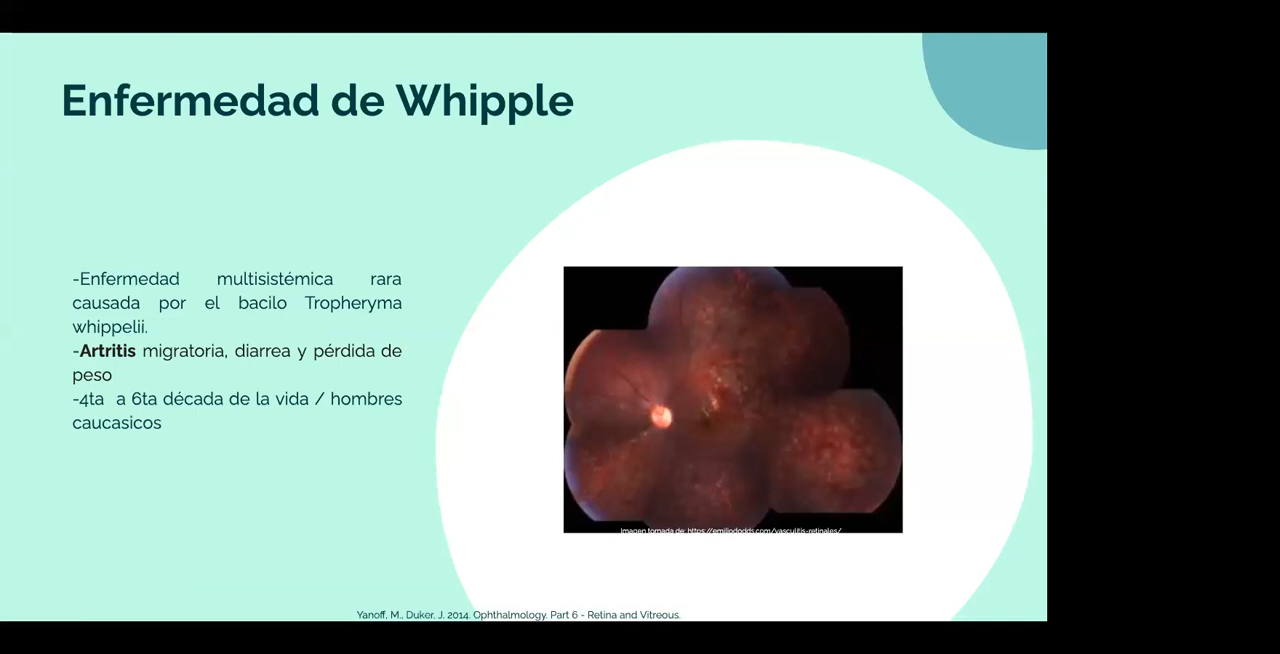 Enfermedad de Whipple
-Enfermedad multisistémica rara
causada por el bacilo Tropheryma
whippelii.
-Artritis migratoria, diarrea y pérdida de
peso
-4ta a 6ta década de la vida / hombres
caucasicos
Imagen tomada de: https://emiliododds.com/vasculitis-retinales/
Yanoff, M., Duker, J. 2014. Ophthalmology. Part 6 - Retina and Vitreous.